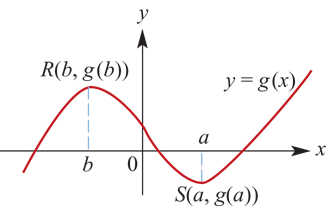 y
R(b, g(b))
y = g(x)
a
x
b
0
S(a, g(a))